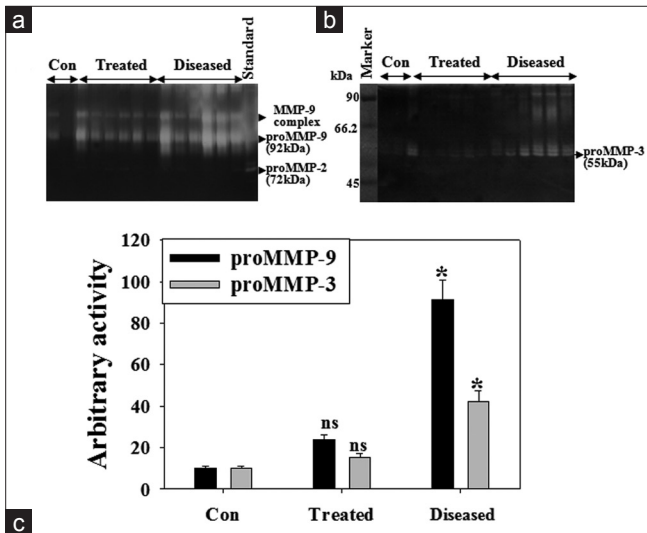 a
Con Treated Diseased Standard
MMP-9
complex
proMMP-9
(92kDa)
proMMP-2
(72kDa)
b
Marker
kDa
Con Treated Diseased
90
66.2
45
proMMP-3
(55kDa)
120
100
80
60
40
20
0
Arbitrary activity
proMMP-9
proMMP-3
ns
ns
*
*
Con Treated Diseased
c